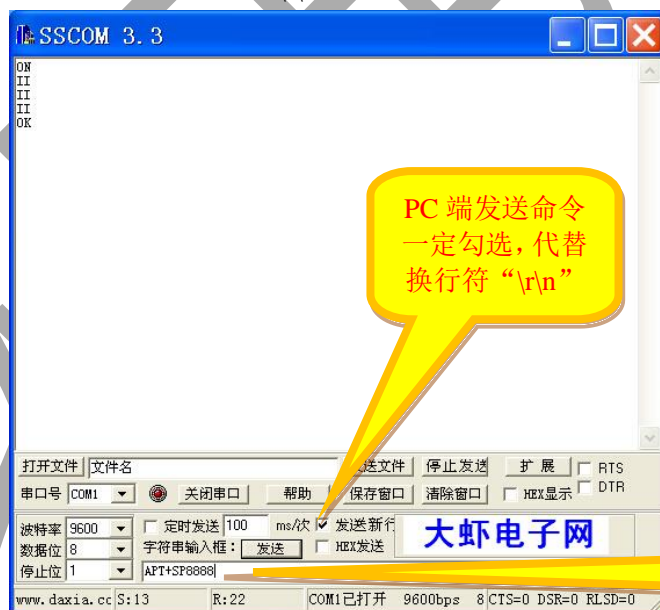 SSCOM 3.3
ON
II
II
II
OK
PC 端发送命令
一定勾选，代替
换行符“\r\n”
打开文件 文件名 发送文件 停止发送 扩 展 RTS
串口号 COM1 关闭串口 帮助 保存窗口 清除窗口 HEX显示 DTR
波特率 9600 定时发送 100 ms/次 发送新行
大虾电子网
数据位 8 字符串输入框： 发送 HEX发送
停止位 1 APT+SP8888
www.daxia.cc S:13 R:22 COM1已打开 9600bps 8 CTS=0 DSR=0 RLSD=0